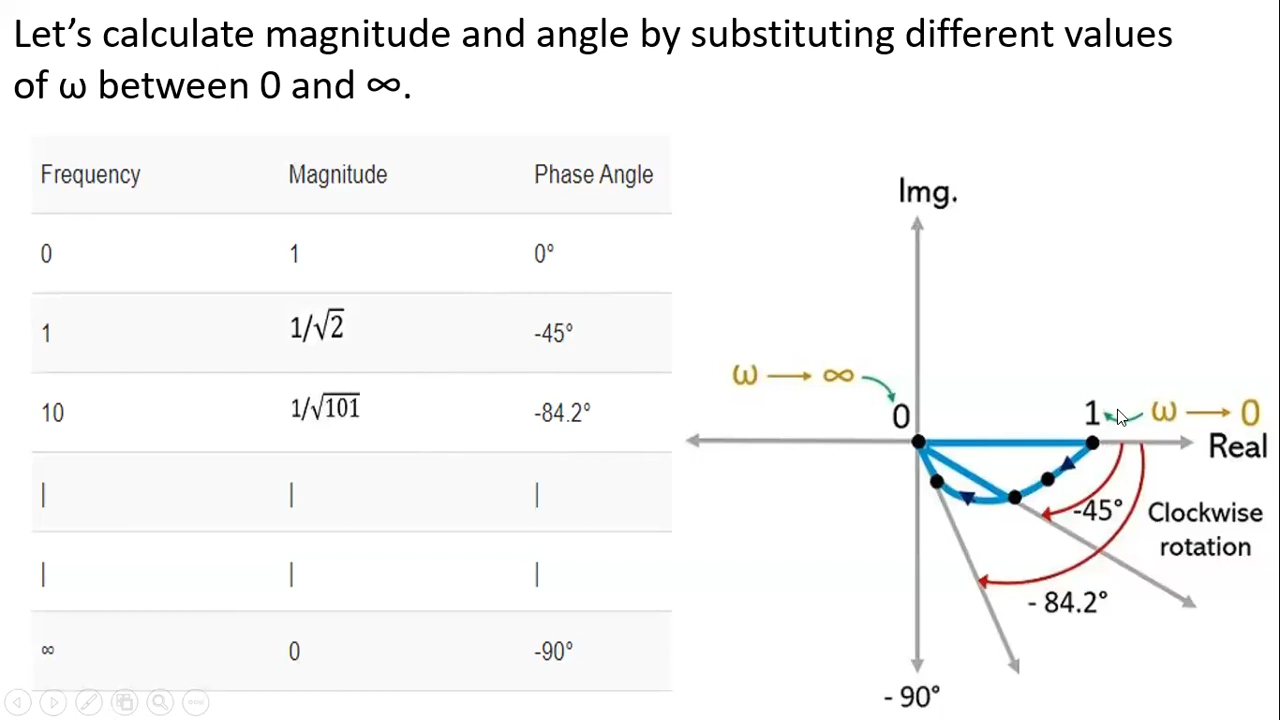 Let’s calculate magnitude and angle by substituting different values
of ω between 0 and ∞.
Frequency Magnitude Phase Angle
0 1 0°
1 1/√2 -45°
10 1/√101 -84.2°
| | |
| | |
∞ 0 -90°
Img.
ω → ∞
0
1
ω → 0
Real
-45°
Clockwise
rotation
- 84.2°
- 90°